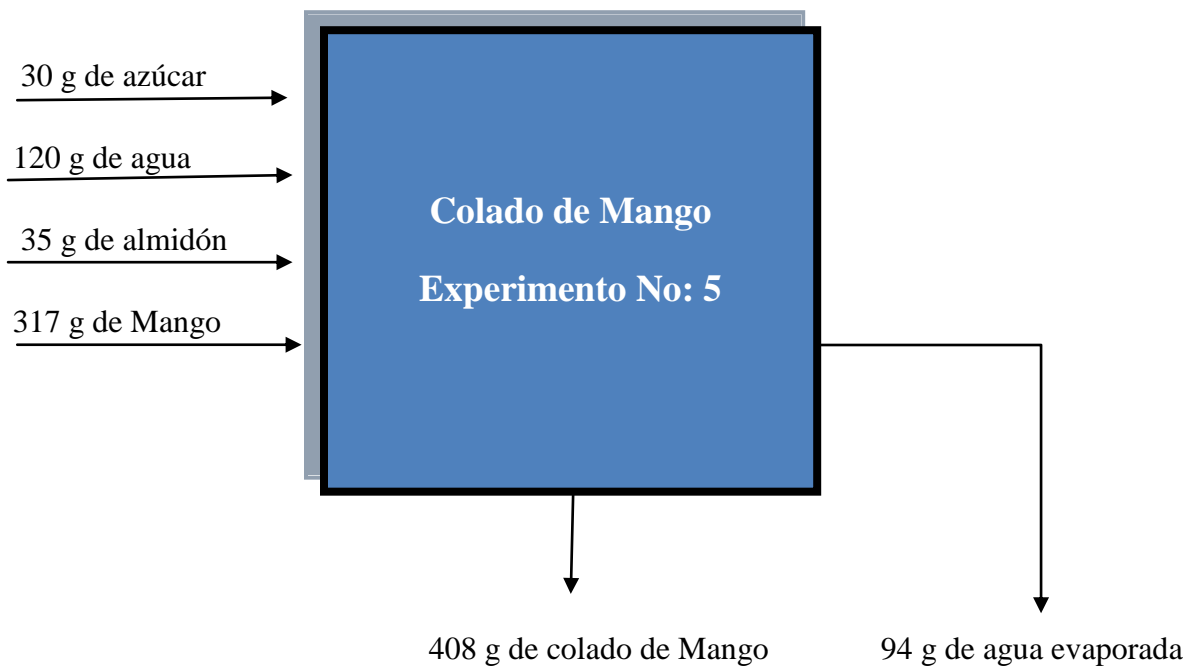 30 g de azúcar
120 g de agua
35 g de almidón
317 g de Mango
Colado de Mango
Experimento No: 5
408 g de colado de Mango
94 g de agua evaporada